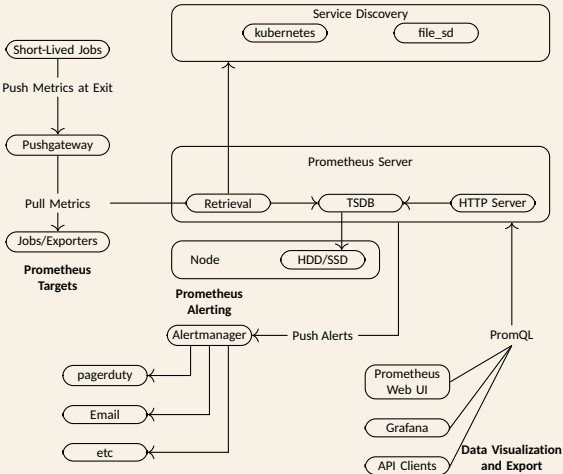 Service Discovery
kubernetes
file_sd
Short-Lived Jobs
Push Metrics at Exit
Pushgateway
Prometheus Server
Pull Metrics
Retrieval
TSDB
HTTP Server
Jobs/Exporters
Node
HDD/SSD
Prometheus
Targets
Prometheus
Alerting
Alertmanager
Push Alerts
PromQL
pagerduty
Prometheus
Web UI
Email
Grafana
etc
API Clients
Data Visualization
and Export